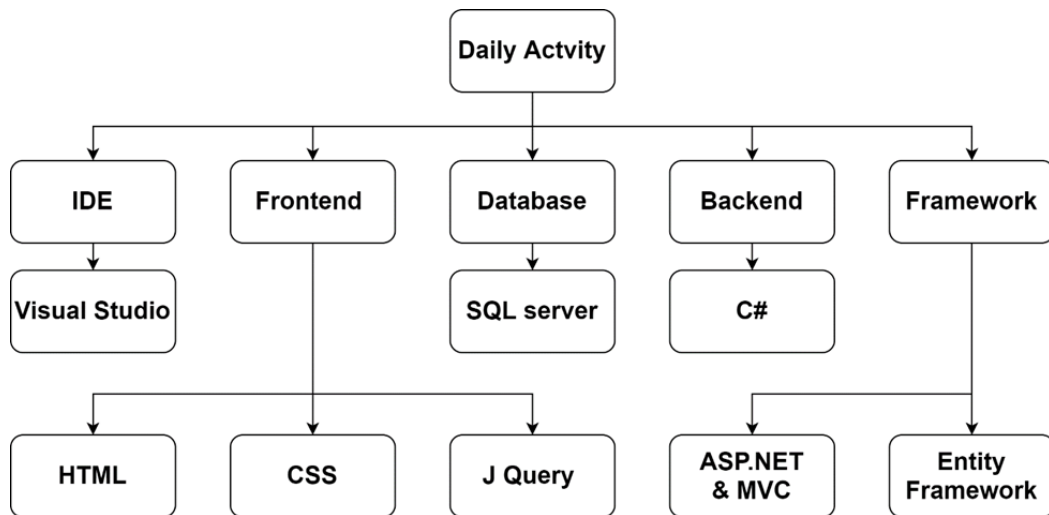 Daily Actvity
IDE
Frontend
Database
Backend
Framework
Visual Studio
SQL server
C#
HTML
CSS
J Query
ASP.NET
& MVC
Entity
Framework